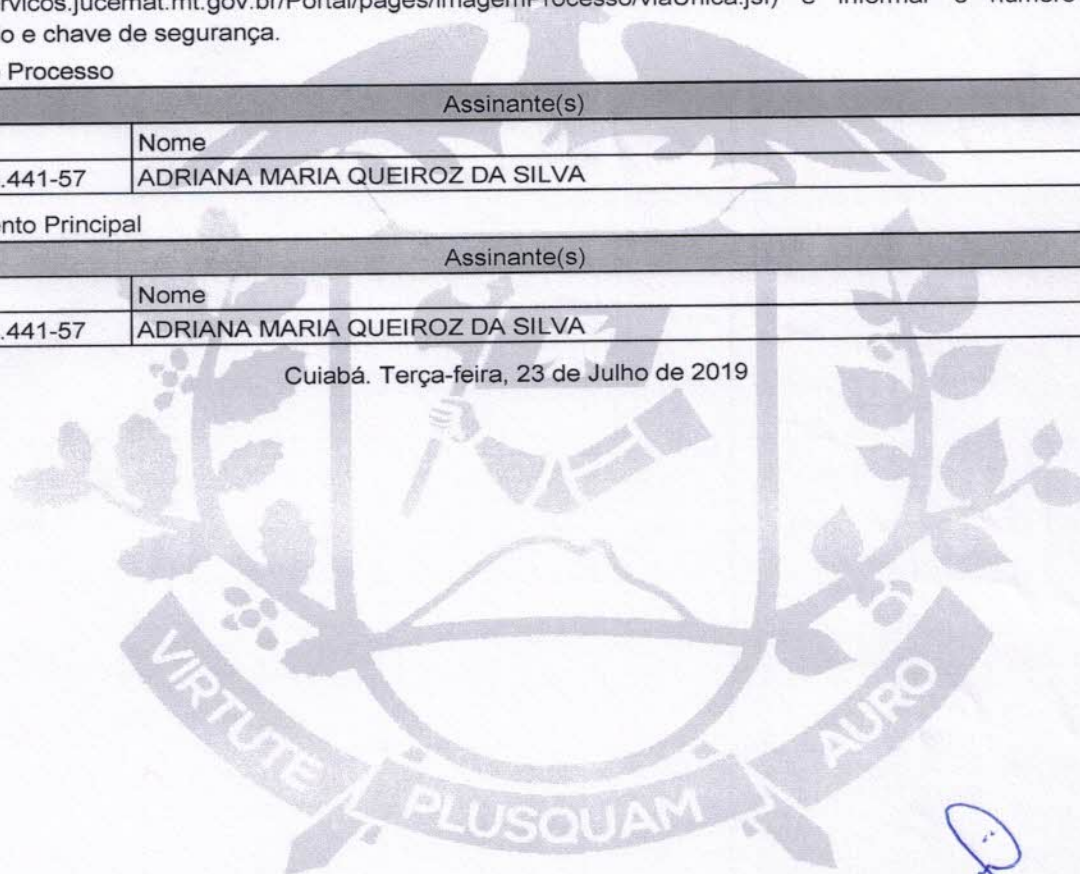 rvicos.jucemat.mt.gov.br/Portal/pages/imagemProcesso/viaUnica.jsf) e informar o número
o e chave de segurança.
Processo
Assinante(s)
Nome
.441-57 ADRIANA MARIA QUEIROZ DA SILVA
nto Principal
Assinante(s)
Nome
.441-57 ADRIANA MARIA QUEIROZ DA SILVA
Cuiabá. Terça-feira, 23 de Julho de 2019
VIRTUTE PLUSQUAM AURO